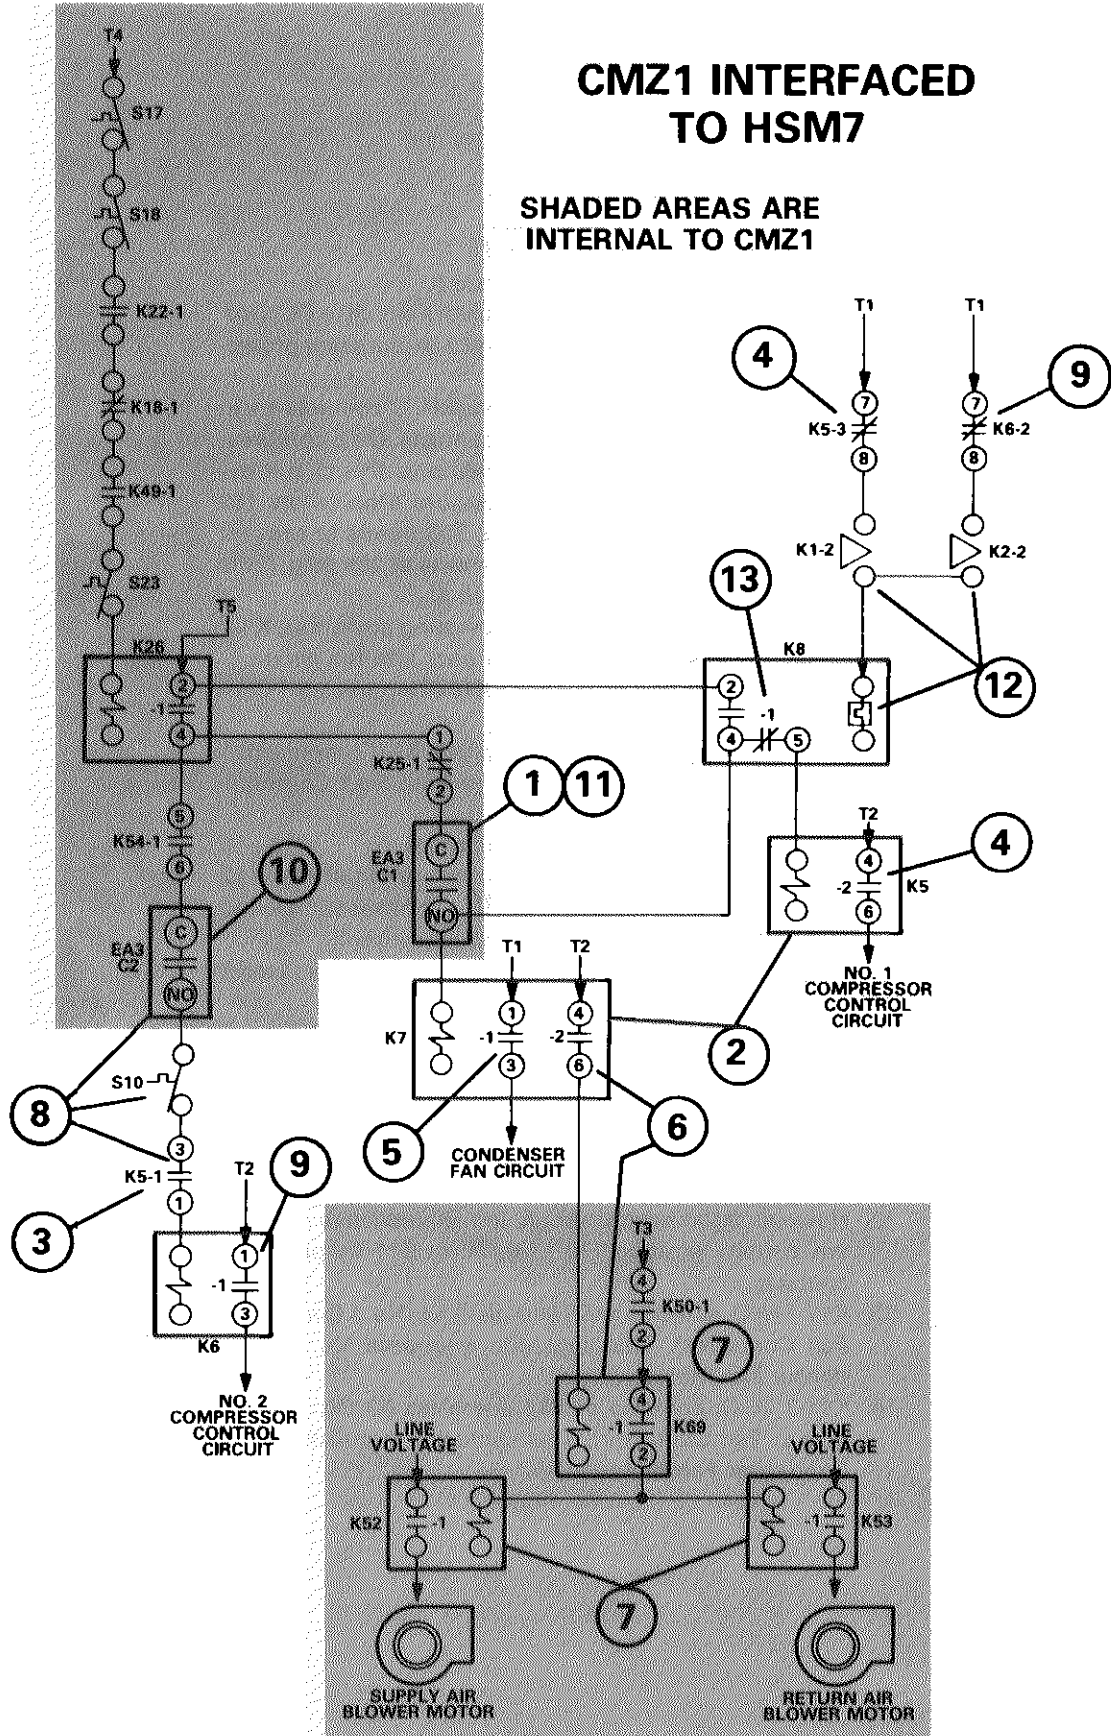 T4
CMZ1 INTERFACED
TO HSM7
S17
SHADED AREAS ARE
INTERNAL TO CMZ1
S18
K22-1
T1
T1
4
9
7
7
K18-1
K5-3
K6-2
8
8
K49-1
K1-2
K2-2
13
S23
T5
K26
K8
12
2
2
-1
-1
4
1
4
5
K25-1
1
11
2
T2
5
K54-1
6
10
EA3
C1
C
NO
4
4
-2
K5
6
EA3
C2
C
NO
T1
T2
NO. 1
COMPRESSOR
CONTROL
CIRCUIT
K7
1
-1
3
4
-2
6
2
S10
8
5
6
3
K5-1
1
T2
9
CONDENSER
FAN CIRCUIT
3
1
-1
3
K6
T3
4
K50-1
2
7
NO. 2
COMPRESSOR
CONTROL
CIRCUIT
4
-1
K69
2
LINE
VOLTAGE
LINE
VOLTAGE
K52
-1
-1
K53
7
SUPPLY AIR
BLOWER MOTOR
RETURN AIR
BLOWER MOTOR